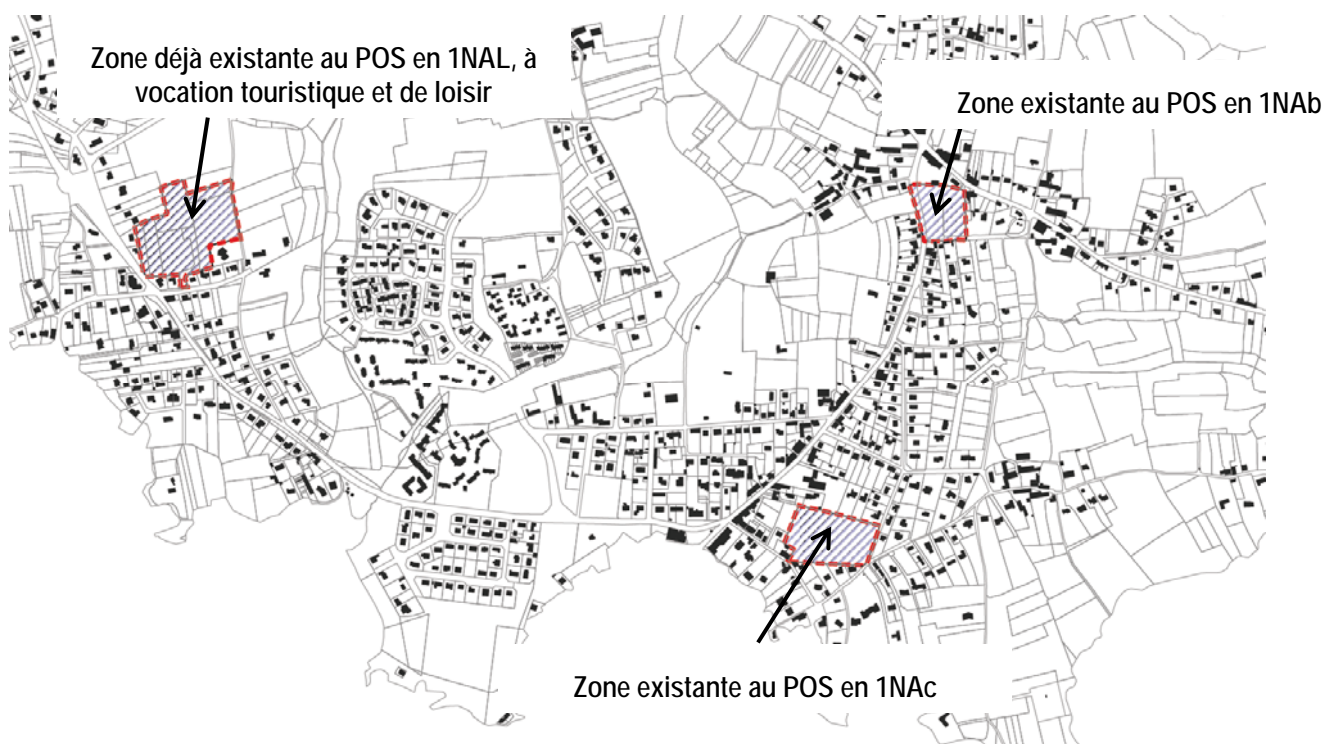 Zone déjà existante au POS en 1NAL, à
vocation touristique et de loisir
Zone existante au POS en 1NAb
Zone existante au POS en 1NAc